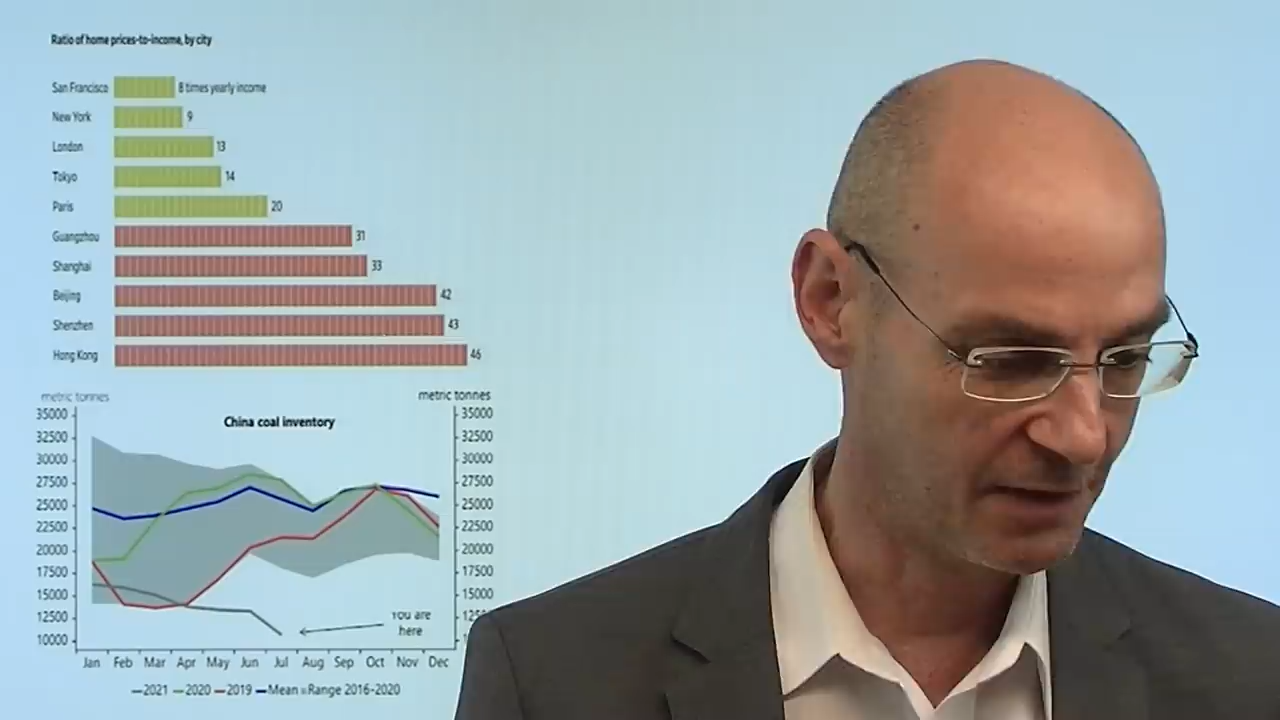 Ratio of home prices-to-income, by city
San Francisco 8 times yearly income
New York 9
London 13
Tokyo 14
Paris 20
Guangzhou 31
Shanghai 33
Beijing 42
Shenzhen 43
Hong Kong 46
metric tonnes metric tonnes
China coal inventory
35000 35000
32500 32500
30000 30000
27500 27500
25000 25000
22500 22500
20000 20000
17500 17500
15000 15000
12500
10000
You are
here
Jan Feb Mar Apr May Jun Jul Aug Sep Oct Nov Dec
2021 2020 2019 Mean Range 2016-2020